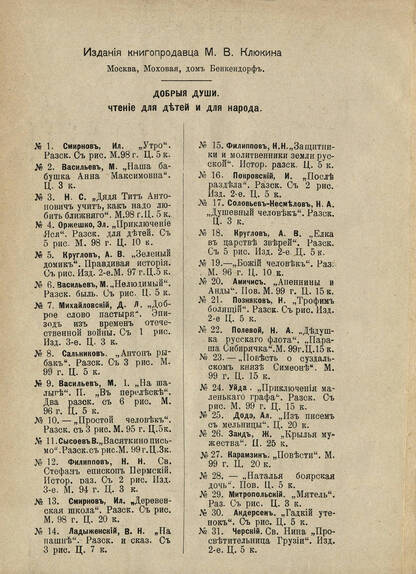 Изданія книгопродавца М. В. Клюкина
Москва, Моховая, домъ Бенкендорфъ.
ДОБРЫЯ ДУШИ.
чтеніе для дѣтей и для народа.
№ 1. Смирновъ, Ил. „Утро“.
Разск. Съ рис. М.98 г. Ц. 5 к.
№ 2. Васильевъ, М. „Наша ба-
бушка Анна Максимовна“.
Ц. 3 к.
№ 3. Н. С. „Дядя Титъ Анто-
новичъ учитъ, какъ надо лю-
бить ближняго“. М. 98 г. Ц. 5 к.
№ 4. Оржешко, Эл. „Приключеніе
Яся“. Разск. для дѣтей. Съ
5 рис. М. 98 г. Ц. 10 к.
№ 5. Кругловъ, А. В. „Зеленый
домикъ“. Правдивая исторія.
Съ рис. Изд. 2-е.М. 97 г.Ц.5 к.
№ 6. Васильевъ, М. „Нелюдимый“.
Разск. быль. Съ рис. Ц. 5 к.
№ 7. Михайловскій-Д., Д. „Доб-
рое слово пастыря“. Эпи-
зодъ изъ временъ отече-
ственной войны. Съ 1 рис.
Изд. 3-е. Ц. 3 к.
№ 8. Сальниковъ. „Антонъ ры-
бакъ“. Разск. Съ 3 рис. М.
99 г. Ц. 5 к.
№ 9. Васильевъ, М. 1. „На ша-
лыгѣ“. П. „Въ перелѣскѣ“.
Два разск. съ 6 рис. М.
96 г. Ц. 5 к.
№ 10. — „Простой человѣкъ“.
Разск. съ 3 рис. М. 95 г. Ц.5к.
№ 11. Сысоевъ В. „Васяткино пись-
мо“. Разск.съ рис.М. 99 г.Ц.3к.
№ 12. Филипповъ, Н. Н. Св.
Стефанъ епископъ Пермскій.
Истор. раз. Съ 2 рис. Изд.
3-е. М. 94 г. Ц. 3 к.
№ 13. Смирновъ, Ил. „Деревен-
ская школа“. Разск. Съ рис.
М. 98 г. Ц. 20 к.
№ 14. Ладыженскій, В. Н. „На
пашнѣ“. Разск. и сказ. Съ
3 рис. Ц. 7 к.
№ 15. Филипповъ, Н.Н. „Защитни-
ки и молитвенники земли рус-
ской“. Истор. разск. Ц. 5 к.
№ 16. Покровскій, И. „Послѣ
раздѣла“. Разск. Съ 2 рис.
Изд. 2-е. Ц. 5 к.
№ 17. Соловьевъ-Несмѣловъ, Н. А.
„Душевный человѣкъ“. Разск.
Ц. 3 к.
№ 18. Кругловъ, А. В. „Елка
въ царствѣ звѣрей“. Разск.
Съ 5 рис. Изд. 2-е Ц. 5 к.
№ 19.—„Божій человѣкъ“. Раз.
М. 96 г. Ц. 10 к.
№ 20. Амичисъ. „Апеннины и
Анды“. Пов. М. 99 г. Ц. 15 к.
№ 21. Позняковъ, Н. „Трофимъ
болящій“. Разск. Съ рис. Изд.
2-е Ц. 5 к.
№ 22. Полевой, Н. А. „Дѣдуш-
ка русскаго флота“. „Пара-
ша Сибирячка“.М. 99г.Ц.15 к.
№ 23. — „Повѣсть о суздаль-
скомъ князѣ Симеонѣ“. М.
99 г. Ц. 15 к.
№ 24. Уйда. „Приключенія ма-
ленькаго графа“. Разск. Съ
рис. М. 99 г. Ц. 15 к.
№ 25. Додэ, Ал. „Изъ писемъ
съ мельницы“. Ц. 20 к.
№ 26. Зандъ, Ж. „Крылья му-
жества“. Ц. 25 к.
№ 27. Карамзинъ. „Повѣсти“. М.
99 г. Ц. 20 к.
№ 28. — „Наталья боярская
дочь“. Пов. Ц. 5 к.
№ 29. Митропольскій. „Мятель“.
Раз. Съ рис. Ц. 3 к.
№ 30. Андерсенъ. „Гадкій уте-
нокъ“. Съ рис. Ц. 5 к.
№ 31. Черскій. Св. Нина „Про-
свѣтительница Грузіи“. Изд.
2-е Ц. 5 к.